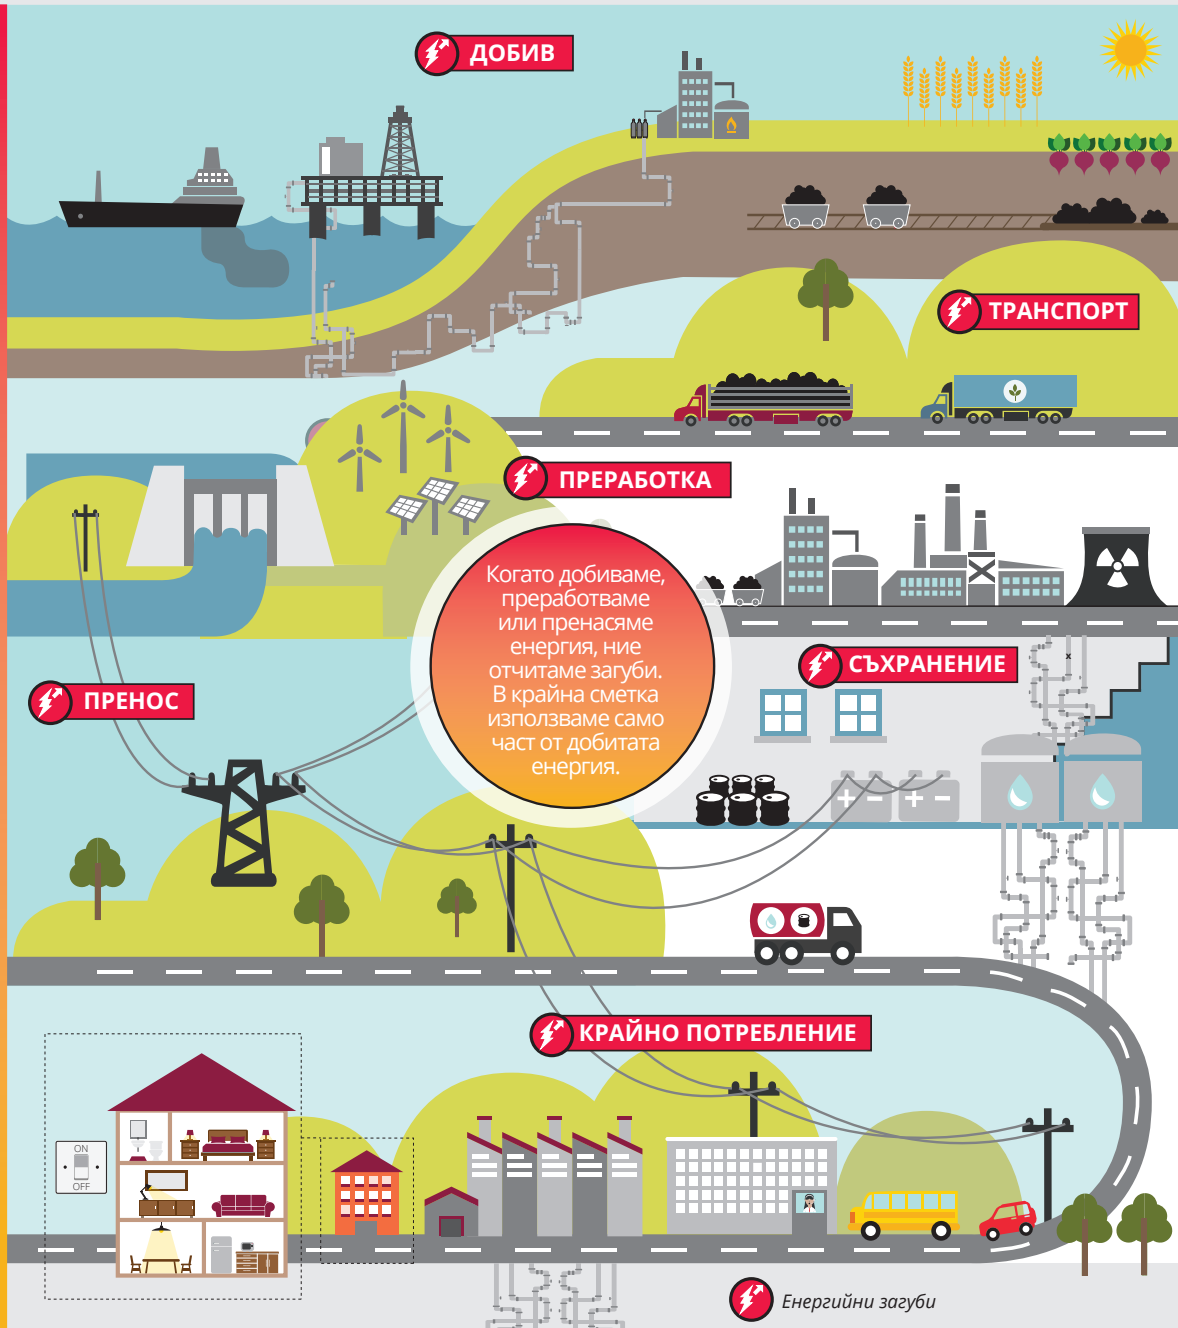 ДОБИВ
ТРАНСПОРТ
ПРЕРАБОТКА
Когато добиваме,
преработваме
или пренасяме
енергия, ние
отчитаме загуби.
В крайна сметка
използваме само
част от добитата
енергия.
СЪХРАНЕНИЕ
x
ПРЕНОС
+ - + -
КРАЙНО ПОТРЕБЛЕНИЕ
ON
OFF
Енергийни загуби